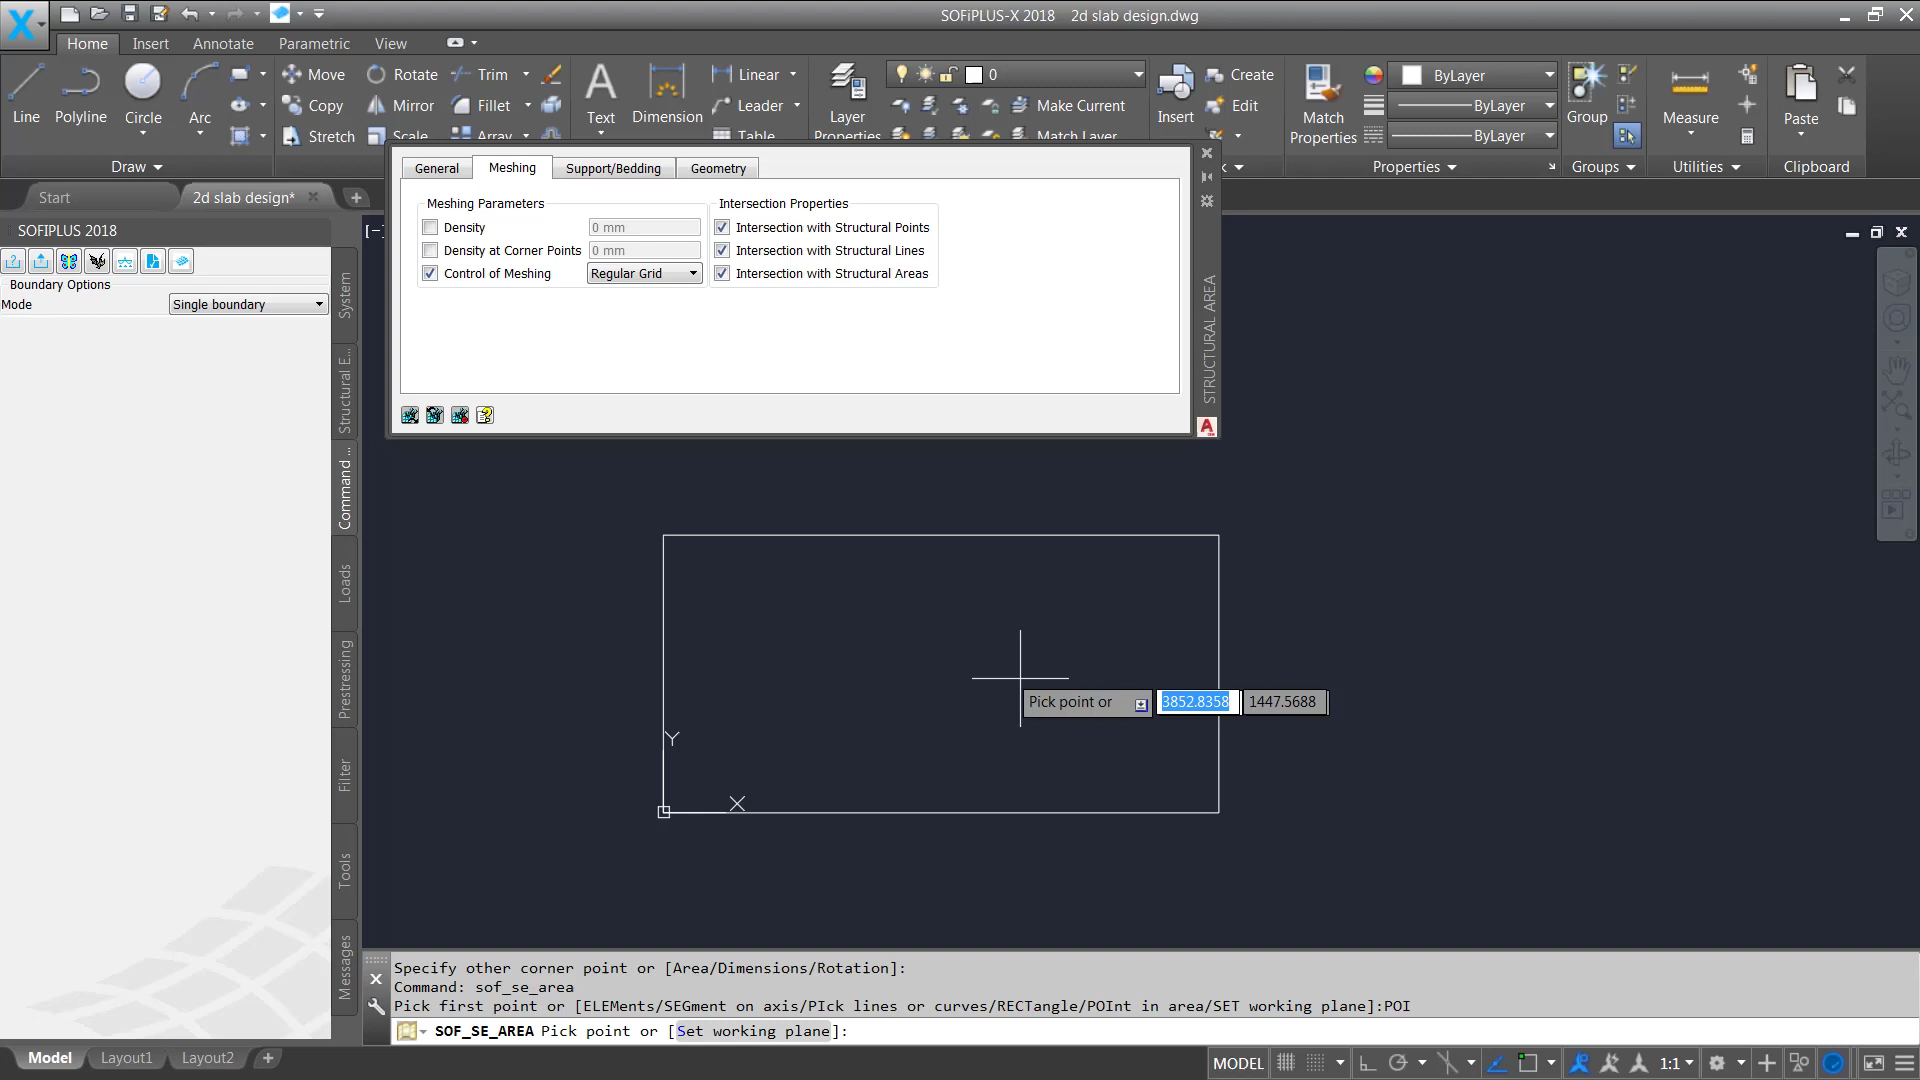 SOFiPLUS-X 2018 2d slab design.dwg
Home Insert Annotate Parametric View
Line Polyline Circle Arc
Move Rotate Trim
Copy Mirror Fillet
Stretch Scale Array
Text Dimension
Linear
Leader
Table
Layer Properties
0
Make Current
Match Layer
Insert
Create
Edit
Match Properties
ByLayer
ByLayer
ByLayer
Group
Measure
Paste
Draw
k
Properties
Groups
Utilities
Clipboard
Start 2d slab design* +
SOFIPLUS 2018
Boundary Options
Mode Single boundary
System
Structural E...
Command ...
Loads
Prestressing
Filter
Tools
Messages
[−]
General Meshing Support/Bedding Geometry
Meshing Parameters
Density 0 mm
Density at Corner Points 0 mm
Control of Meshing Regular Grid
Intersection Properties
Intersection with Structural Points
Intersection with Structural Lines
Intersection with Structural Areas
STRUCTURAL AREA
Pick point or 3852.8358 1447.5688
Y
X
Specify other corner point or [Area/Dimensions/Rotation]:
Command: sof_se_area
Pick first point or [ELEMents/SEGment on axis/PIck lines or curves/RECTangle/POInt in area/SET working plane]:POI
SOF_SE_AREA Pick point or [Set working plane]:
Model Layout1 Layout2 +
MODEL 1:1